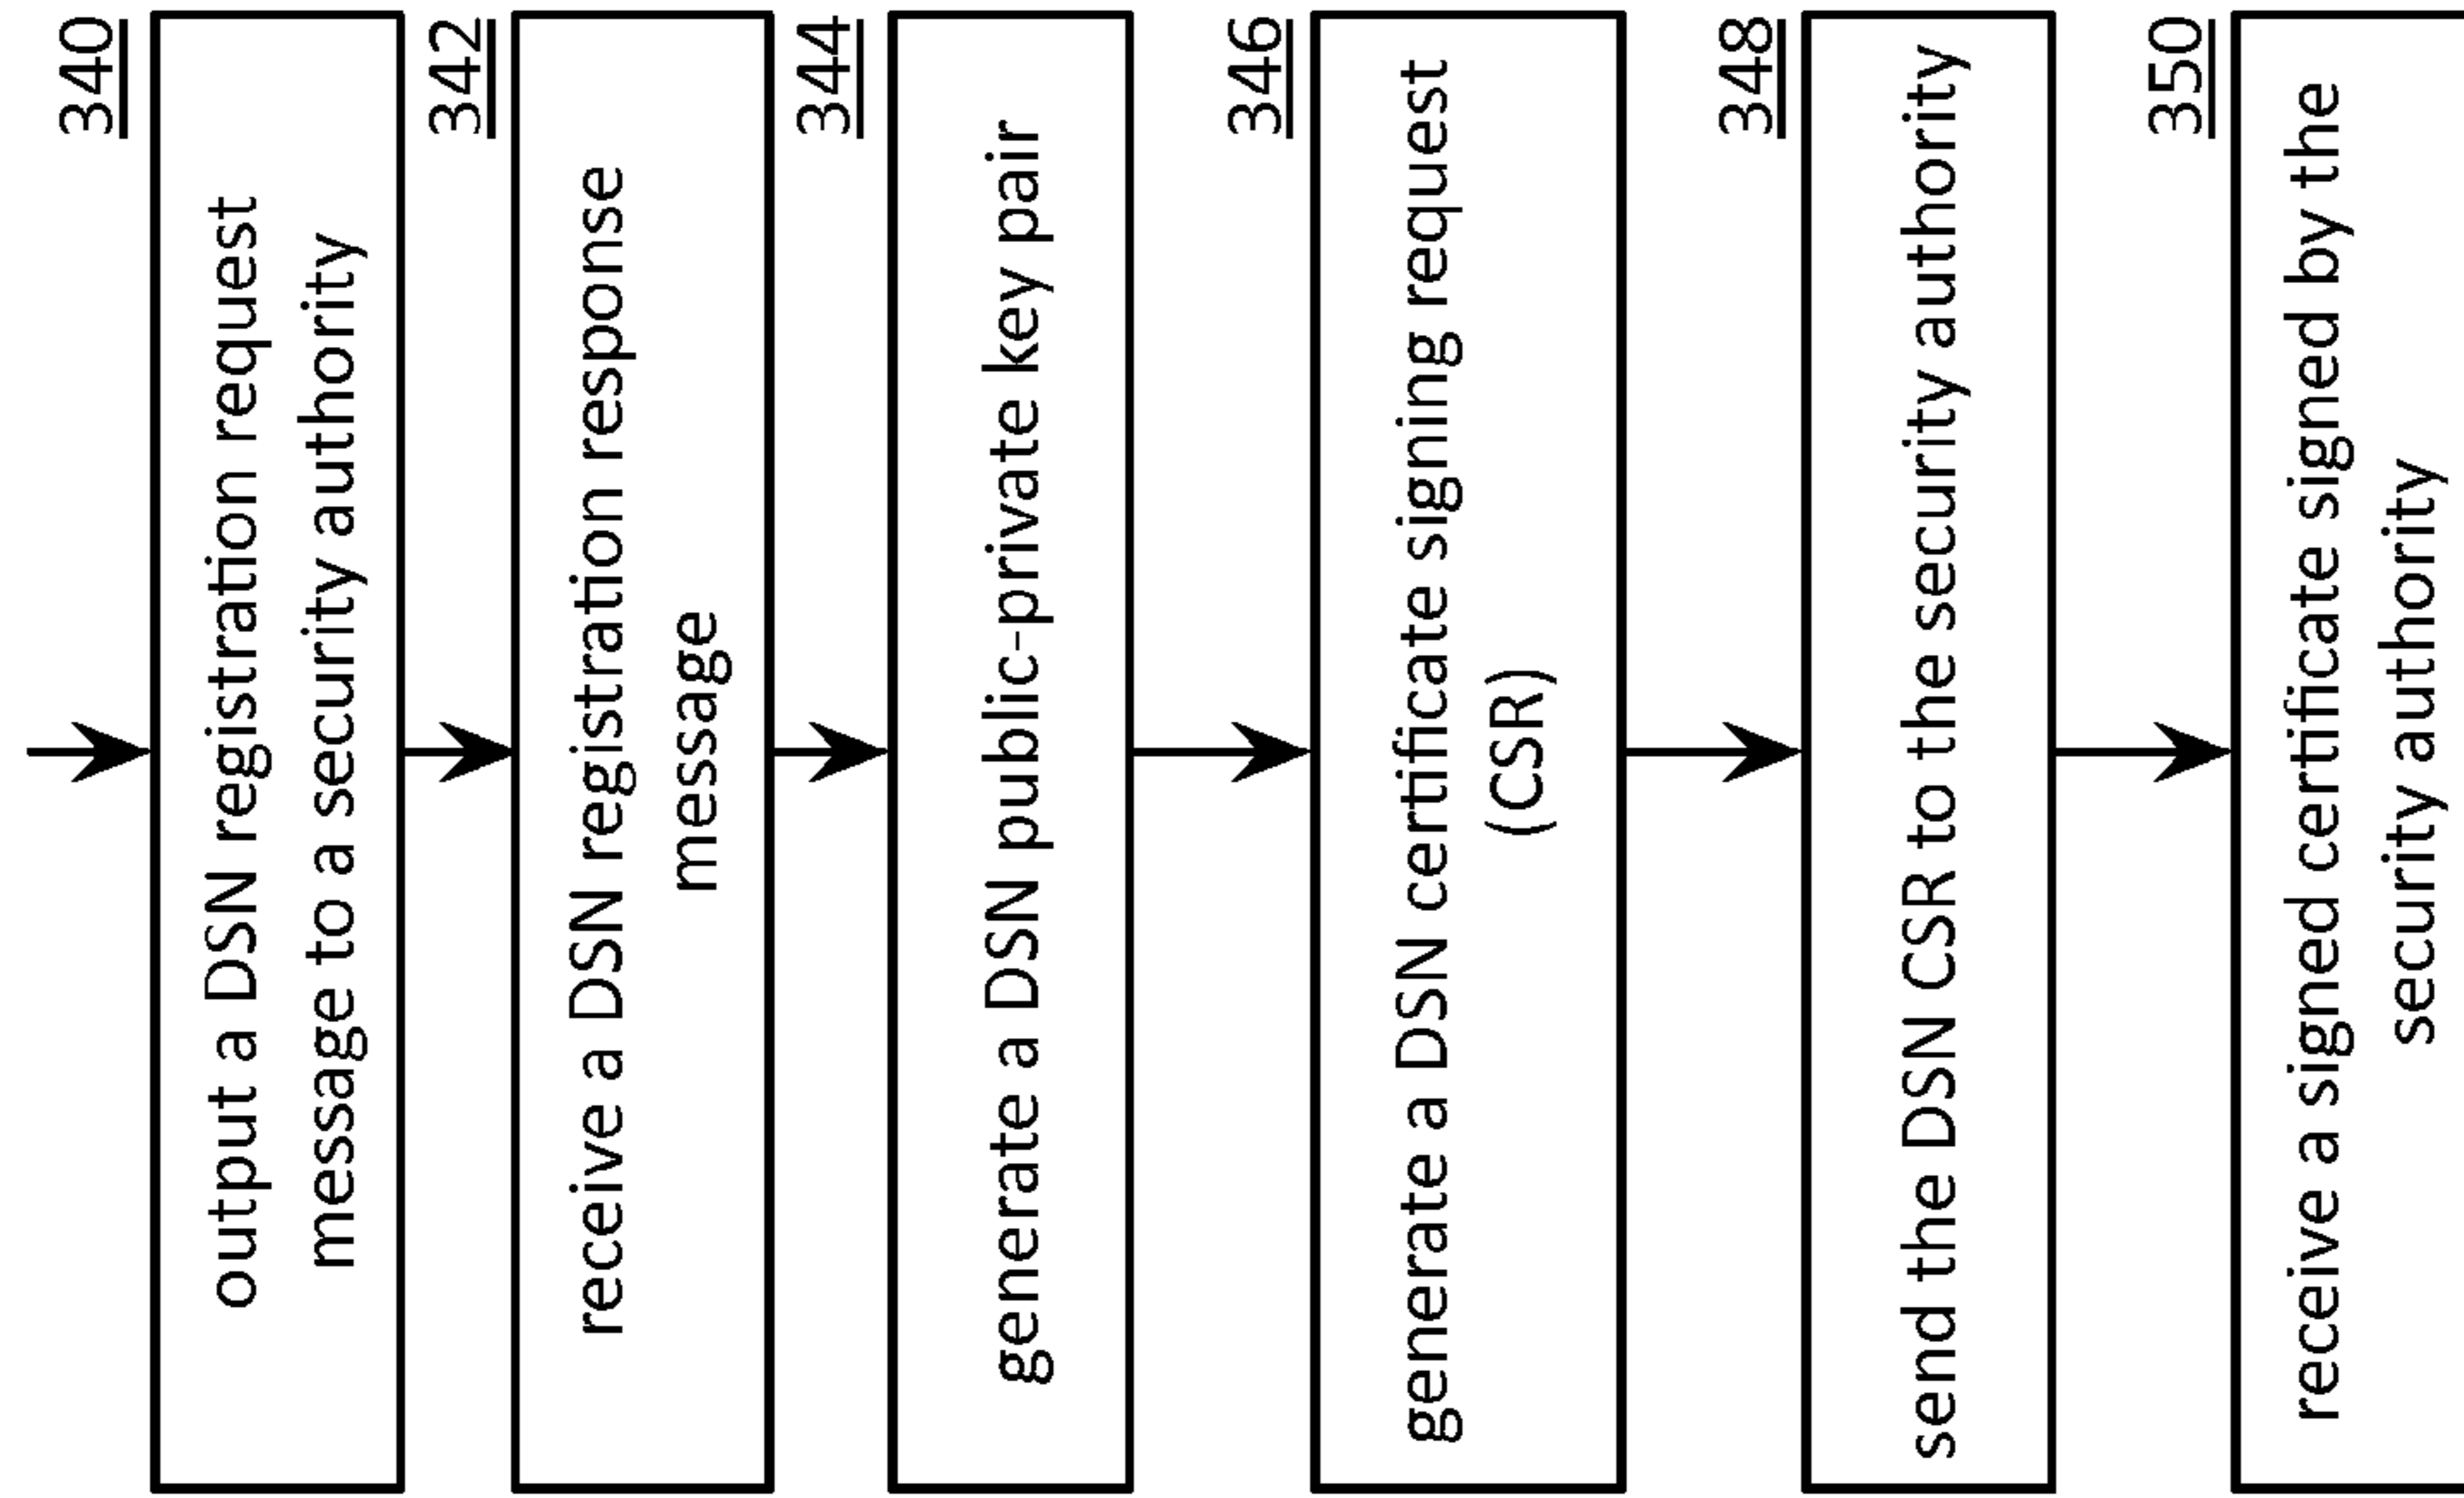 340
output a DSN registration request
message to a security authority
342
receive a DSN registration response
message
344
generate a DSN public-private key pair
346
generate a DSN certificate signing request
(CSR)
348
send the DSN CSR to the security authority
350
receive a signed certificate signed by the
security authority